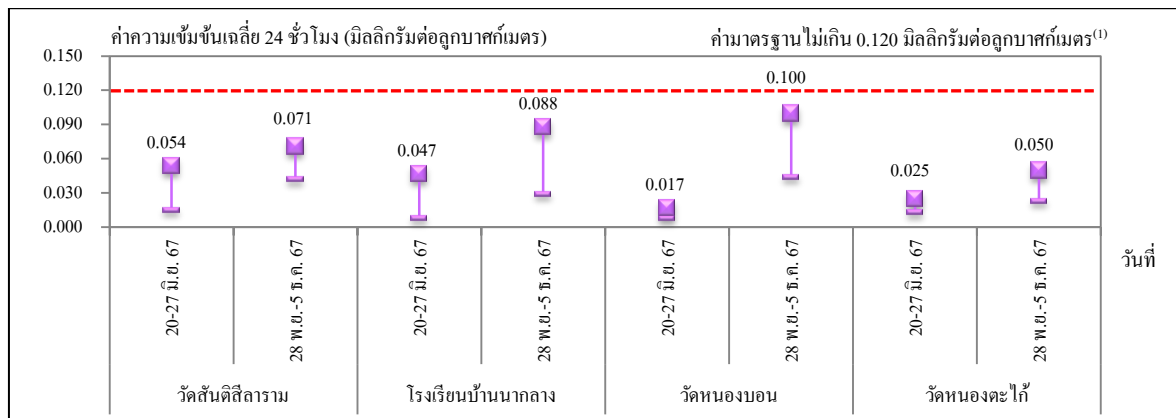 ค่าความเข้มข้นเฉลี่ย 24 ชั่วโมง (มิลลิกรัมต่อลูกบาศก์เมตร) ค่ามาตรฐานไม่เกิน 0.120 มิลลิกรัมต่อลูกบาศก์เมตร(1)
0.150
0.120
0.090
0.060
0.030
0.000
0.054
0.071
0.047
0.088
0.017
0.100
0.025
0.050
20-27 มิ.ย. 67
28 พ.ย.-5 ธ.ค. 67
20-27 มิ.ย. 67
28 พ.ย.-5 ธ.ค. 67
20-27 มิ.ย. 67
28 พ.ย.-5 ธ.ค. 67
20-27 มิ.ย. 67
28 พ.ย.-5 ธ.ค. 67
วันที่
วัดสันติสีลาราม
โรงเรียนบ้านนากลาง
วัดหนองบอน
วัดหนองตะไก้